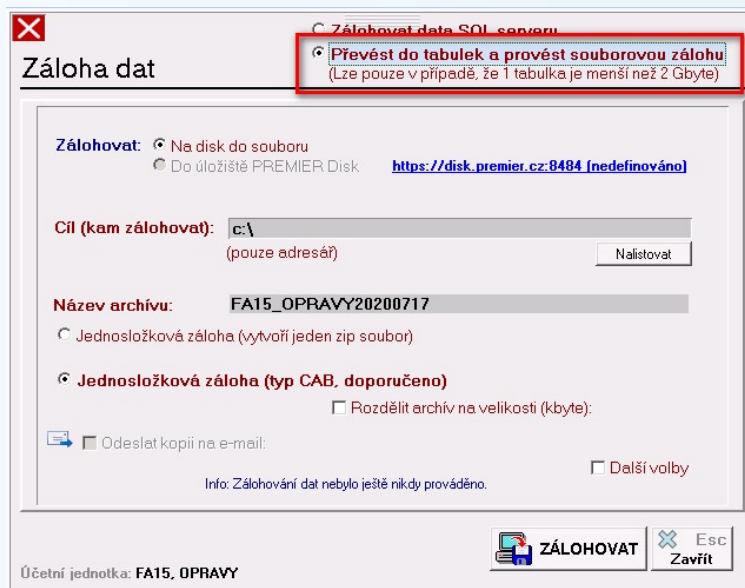 Zálohovat data SQL serveru
Převést do tabulek a provést souborovou zálohu
(Lze pouze v případě, že 1 tabulka je menší než 2 Gbyte)
Záloha dat
Zálohovat: Na disk do souboru
Do úložiště PREMIER Disk https://disk.premier.cz:8484 (nedefinováno)
Cíl (kam zálohovat): c:\
(pouze adresář) Nalistovat
Název archívu: FA15_OPRAVY20200717
Jednosložková záloha (vytvoří jeden zip soubor)
Jednosložková záloha (typ CAB, doporučeno)
Rozdělit archív na velikosti (kbyte):
Odeslat kopii na e-mail:
Další volby
Info: Zálohování dat nebylo ještě nikdy prováděno.
ZÁLOHOVAT Esc
Zavřít
Účetní jednotka: FA15, OPRAVY